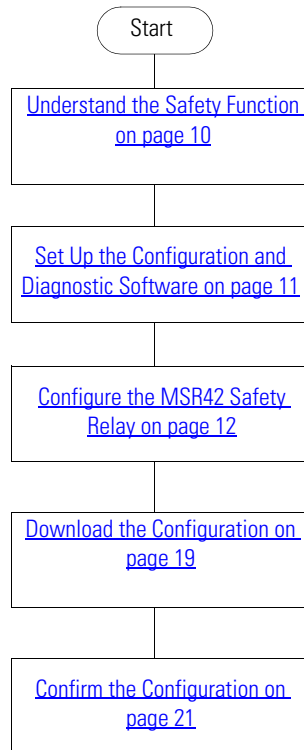 Start
Understand the Safety Function
on page 10
Set Up the Configuration and
Diagnostic Software on page 11
Configure the MSR42 Safety
Relay on page 12
Download the Configuration on
page 19
Confirm the Configuration on
page 21